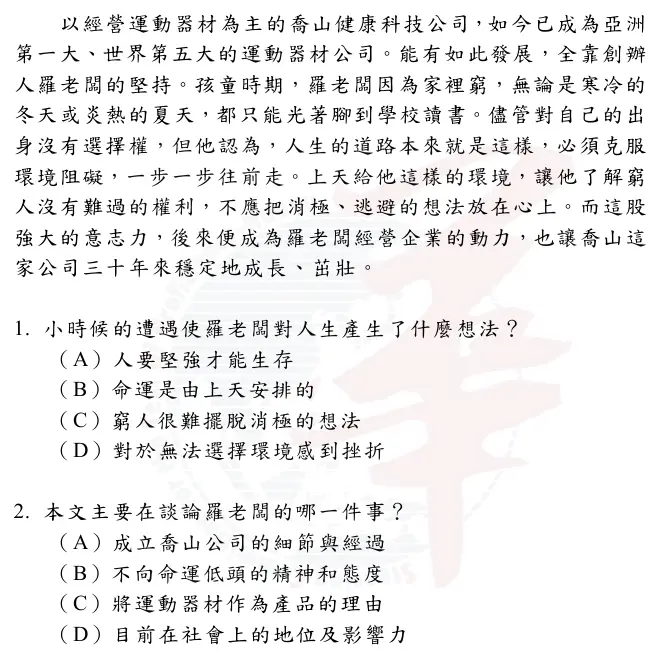 以經營運動器材為主的喬山健康科技公司，如今已成為亞洲
第一大、世界第五大的運動器材公司。能有如此發展，全靠創辦
人羅老闆的堅持。孩童時期，羅老闆因為家裡窮，無論是寒冷的
冬天或炎熱的夏天，都只能光著腳到學校讀書。儘管對自己的出
身沒有選擇權，但他認為，人生的道路本來就是這樣，必須克服
環境阻礙，一步一步往前走。上天給他這樣的環境，讓他了解窮
人沒有難過的權利，不應把消極、逃避的想法放在心上。而這股
強大的意志力，後來便成為羅老闆經營企業的動力，也讓喬山這
家公司三十年來穩定地成長、茁壯。
1. 小時候的遭遇使羅老闆對人生產生了什麼想法？
（A）人要堅強才能生存
（B）命運是由上天安排的
（C）窮人很難擺脫消極的想法
（D）對於無法選擇環境感到挫折
2. 本文主要在談論羅老闆的哪一件事？
（A）成立喬山公司的細節與經過
（B）不向命運低頭的精神和態度
（C）將運動器材作為產品的理由
（D）目前在社會上的地位及影響力